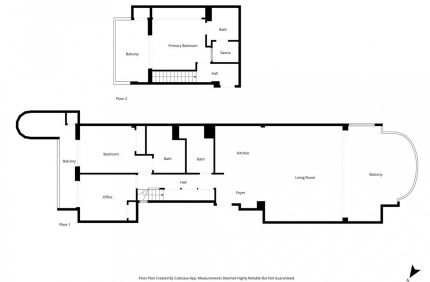 Bath
Primary Bedroom
Balcony
Sauna
Hall
Floor 2
Kitchen
Bedroom
Bath
Bath
Balcony
Living Room
Balcony
Hall
Foyer
Office
Floor 1
N
Floor Plan Created By Cubicasa App. Measurements Deemed Highly Reliable But Not Guaranteed.